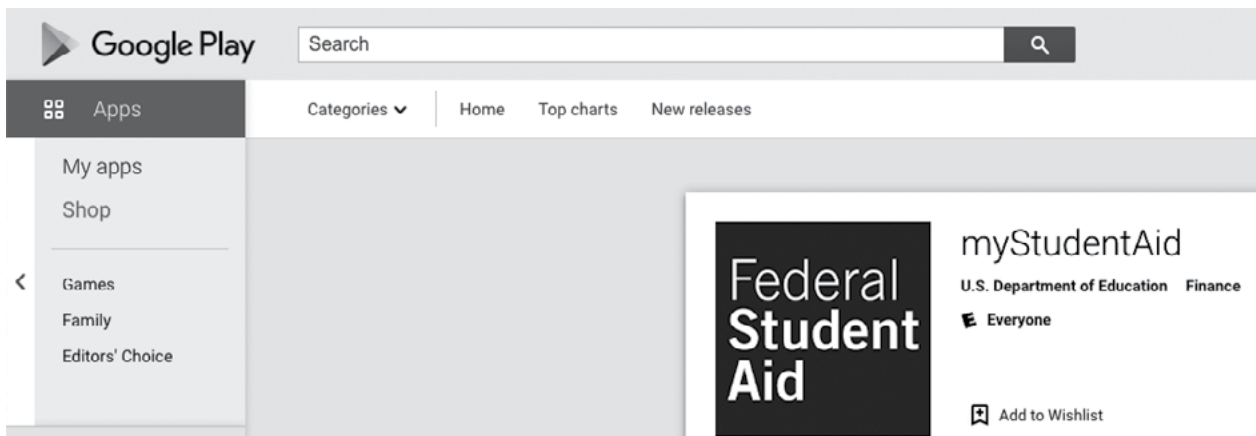 Google Play
Search
Apps
Categories
Home
Top charts
New releases
My apps
Shop
Games
Family
Editors' Choice
Federal
Student
Aid
myStudentAid
U.S. Department of Education Finance
E Everyone
Add to Wishlist